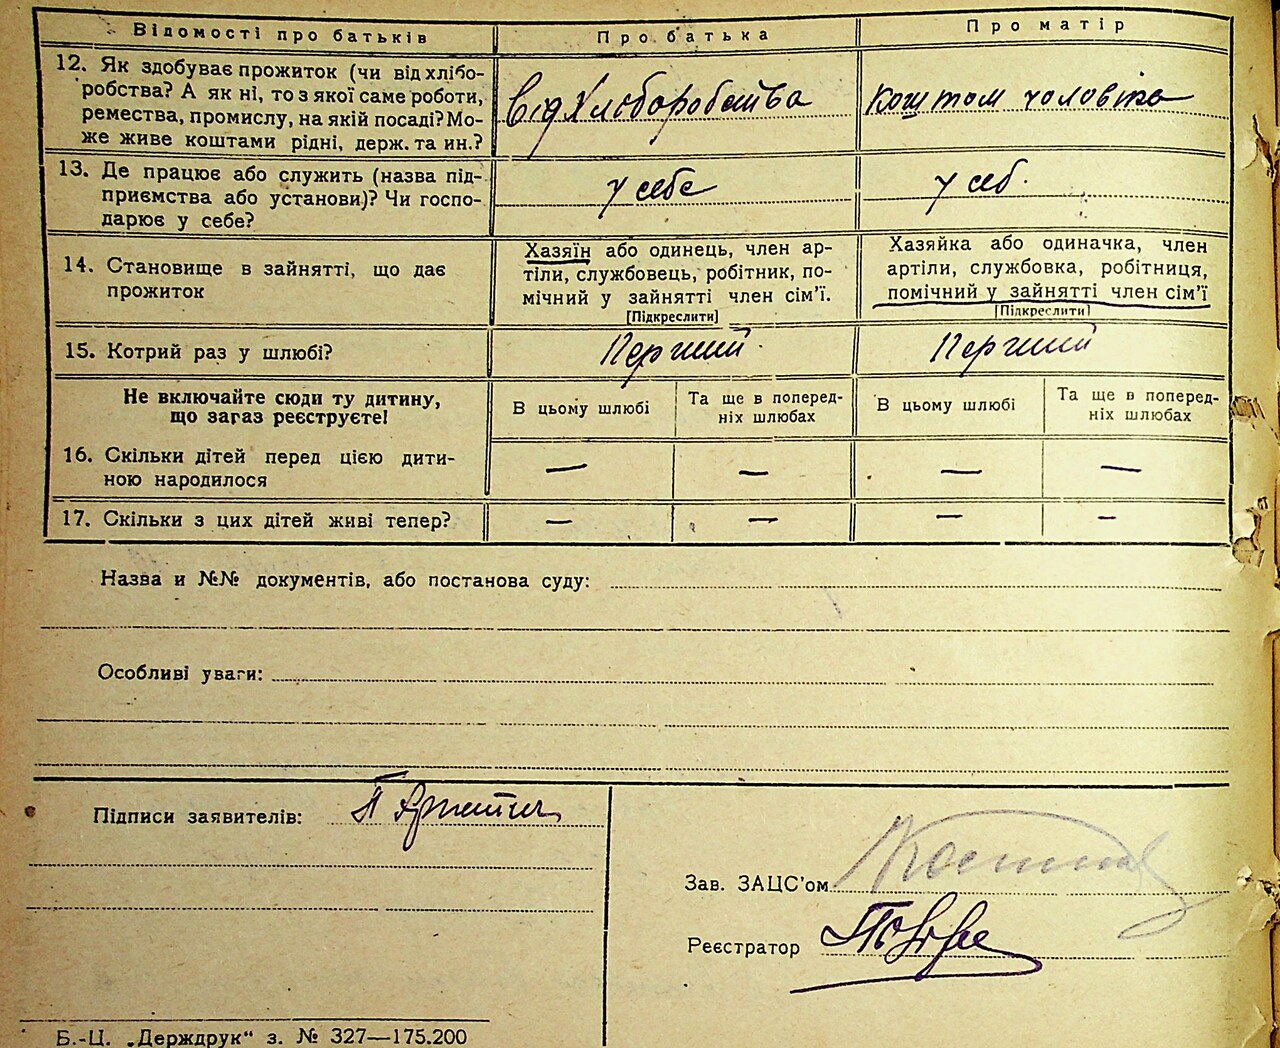 Відомості про батьків
Про батька
Про матір
12. Як здобуває прожиток (чи від хлібо-
робства? А як ні, то з якої саме роботи,
ремества, промислу, на якій посаді? Мо-
же живе коштами рідні, держ. та ин.?
від Хліборобства
коштом чоловіка
13. Де працює або служить (назва під-
приємства або установи)? Чи госпо-
дарює у себе?
у себе
у себ.
14. Становище в зайнятті, що дає
прожиток
Хазяїн або одинець, член ар-
тіли, службовець, робітник, по-
мічний у зайнятті член сім'ї.
[Підкреслити]
Хазяйка або одиначка, член
артіли, службовка, робітниця,
помічний у зайнятті член сім'ї
[Підкреслити]
15. Котрий раз у шлюбі?
Перший
Перший
Не включайте сюди ту дитину,
що загаз реєструєте!
В цьому шлюбі
Та ще в поперед-
ніх шлюбах
В цьому шлюбі
Та ще в поперед-
ніх шлюбах
16. Скільки дітей перед цією дити-
ною народилося
— — — —
17. Скільки з цих дітей живі тепер?
— — — —
Назва и №№ документів, або постанова суду:
Особливі уваги:
Підписи заявителів:
Зав. ЗАЦС'ом
Реєстратор
Б.-Ц. „Держдрук" з. № 327—175.200